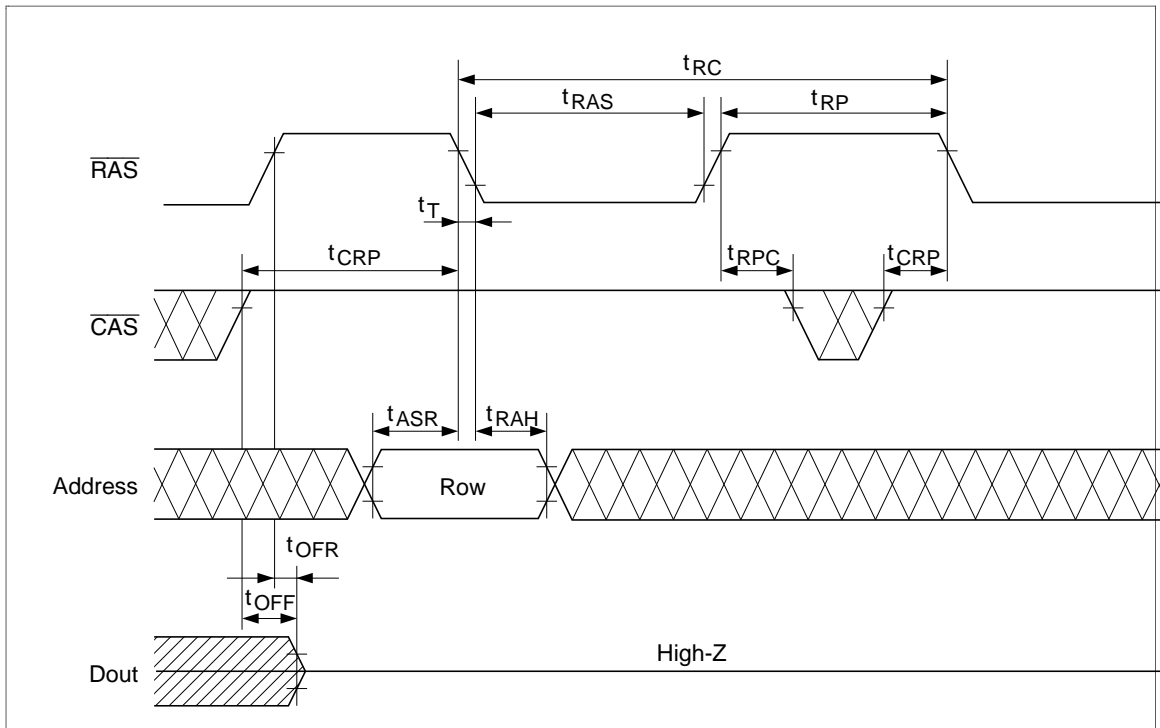 tRC
tRAS
tRP
RAS
tT
tCRP
tRPC
tCRP
CAS
tASR
tRAH
Address
Row
tOFR
tOFF
High-Z
Dout